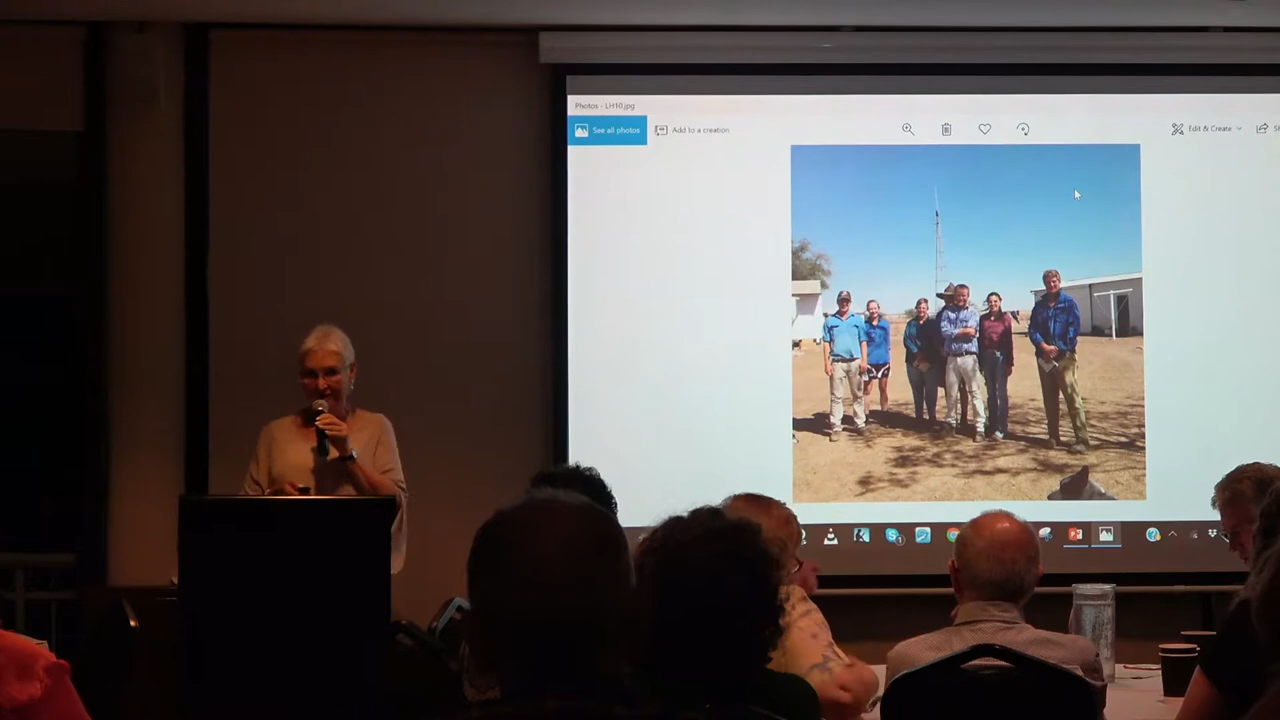 Photos - LH10.jpg
See all photos
Add to a creation
Edit & Create